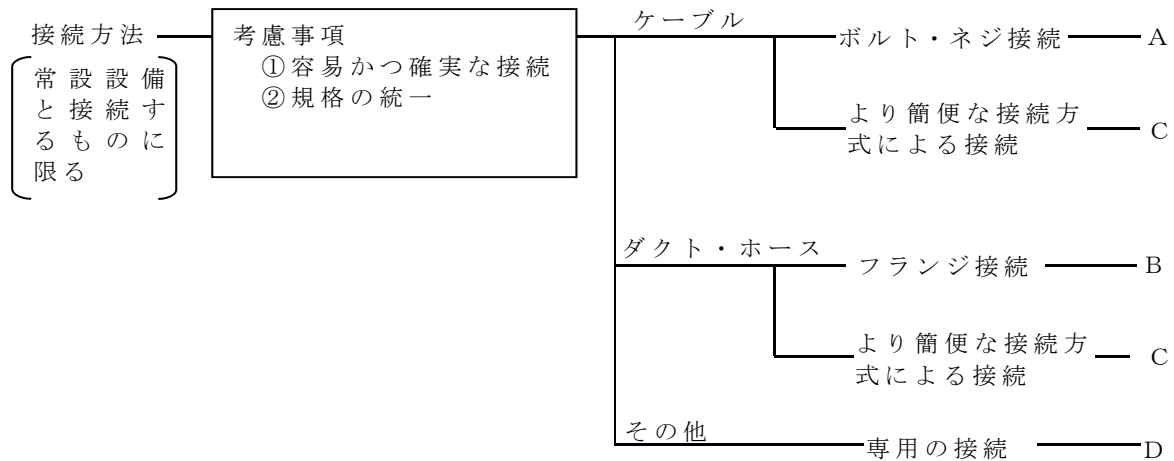 接続方法
常設設備
と接続す
るものに
限る
考慮事項
①容易かつ確実な接続
②規格の統一
ケーブル
ボルト・ネジ接続
A
より簡便な接続方
式による接続
C
ダクト・ホース
フランジ接続
B
より簡便な接続方
式による接続
C
その他
専用の接続
D